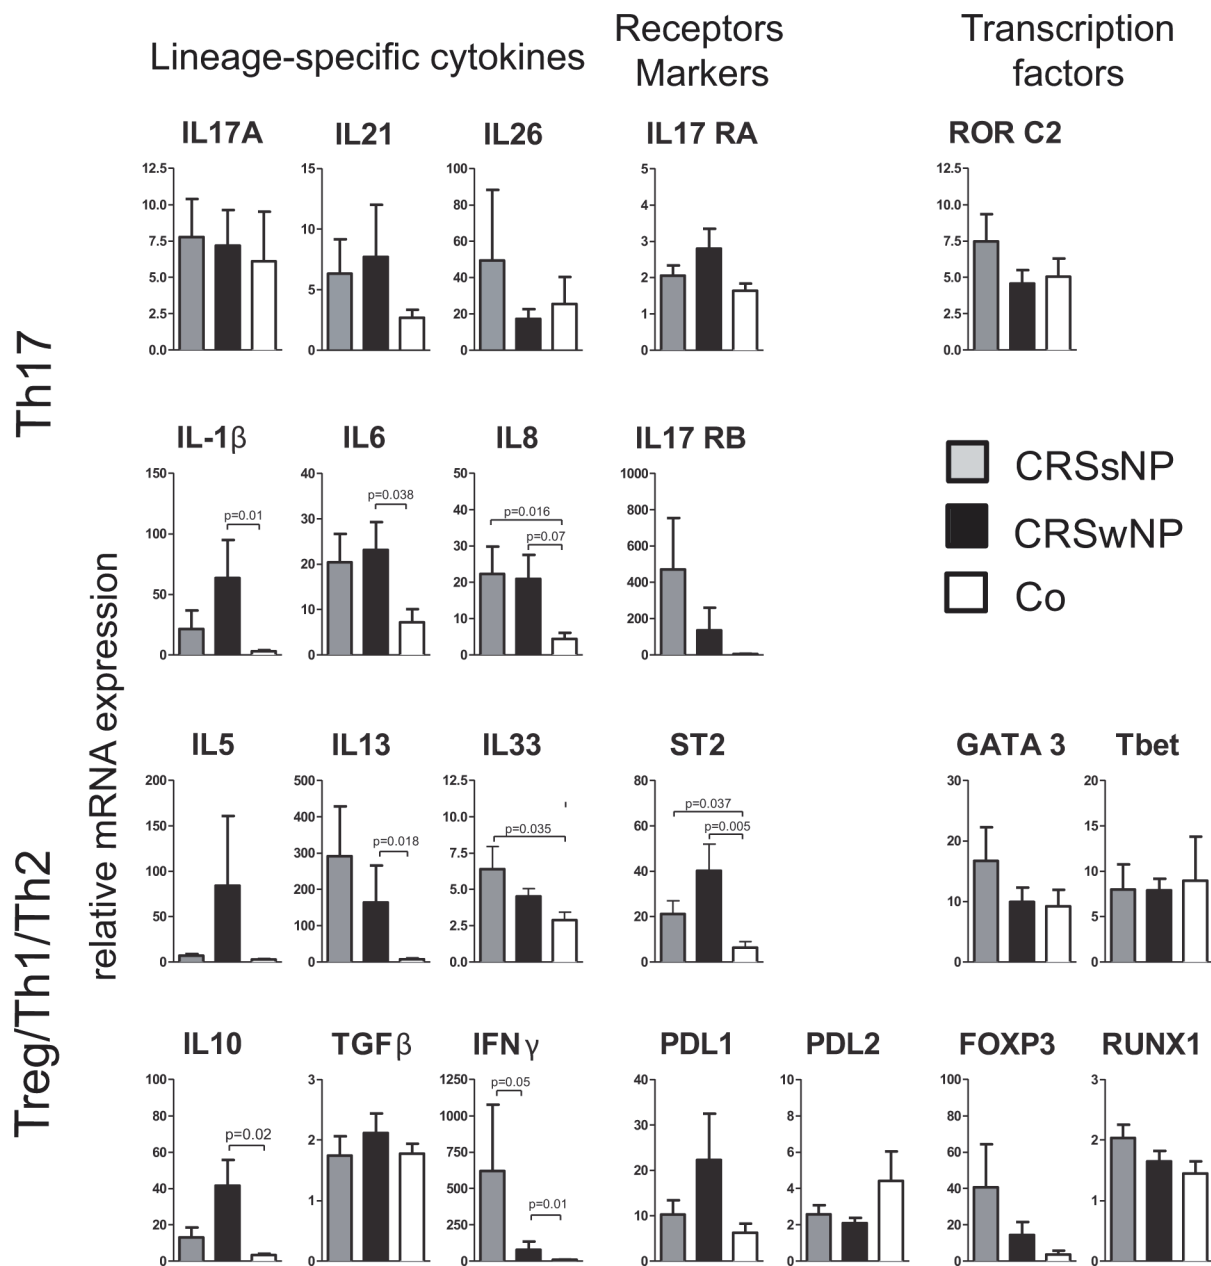 Lineage-specific cytokines
Receptors
Markers
Transcription
factors
Th17
Treg/Th1/Th2
relative mRNA expression
IL17A
12.5
10.0
7.5
5.0
2.5
0.0
IL21
15
10
5
0
IL26
100
80
60
40
20
0
IL17 RA
5
4
3
2
1
0
ROR C2
12.5
10.0
7.5
5.0
2.5
0.0
IL-1β
150
100
50
0
p=0.01
IL6
40
30
20
10
0
p=0.038
IL8
50
40
30
20
10
0
p=0.016
p=0.07
IL17 RB
1000
800
600
400
200
0
CRSsNP
CRSwNP
Co
IL5
200
150
100
50
0
IL13
500
400
300
200
100
0
p=0.018
IL33
12.5
10.0
7.5
5.0
2.5
0.0
p=0.035
ST2
80
60
40
20
0
p=0.037
p=0.005
GATA 3
30
20
10
0
Tbet
20
15
10
5
0
IL10
100
80
60
40
20
0
p=0.02
TGFβ
3
2
1
0
IFNγ
1250
1000
750
500
250
0
p=0.05
p=0.01
PDL1
40
30
20
10
0
PDL2
10
8
6
4
2
0
FOXP3
100
80
60
40
20
0
RUNX1
3
2
1
0